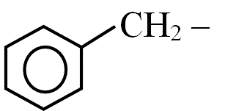 CH₂ –